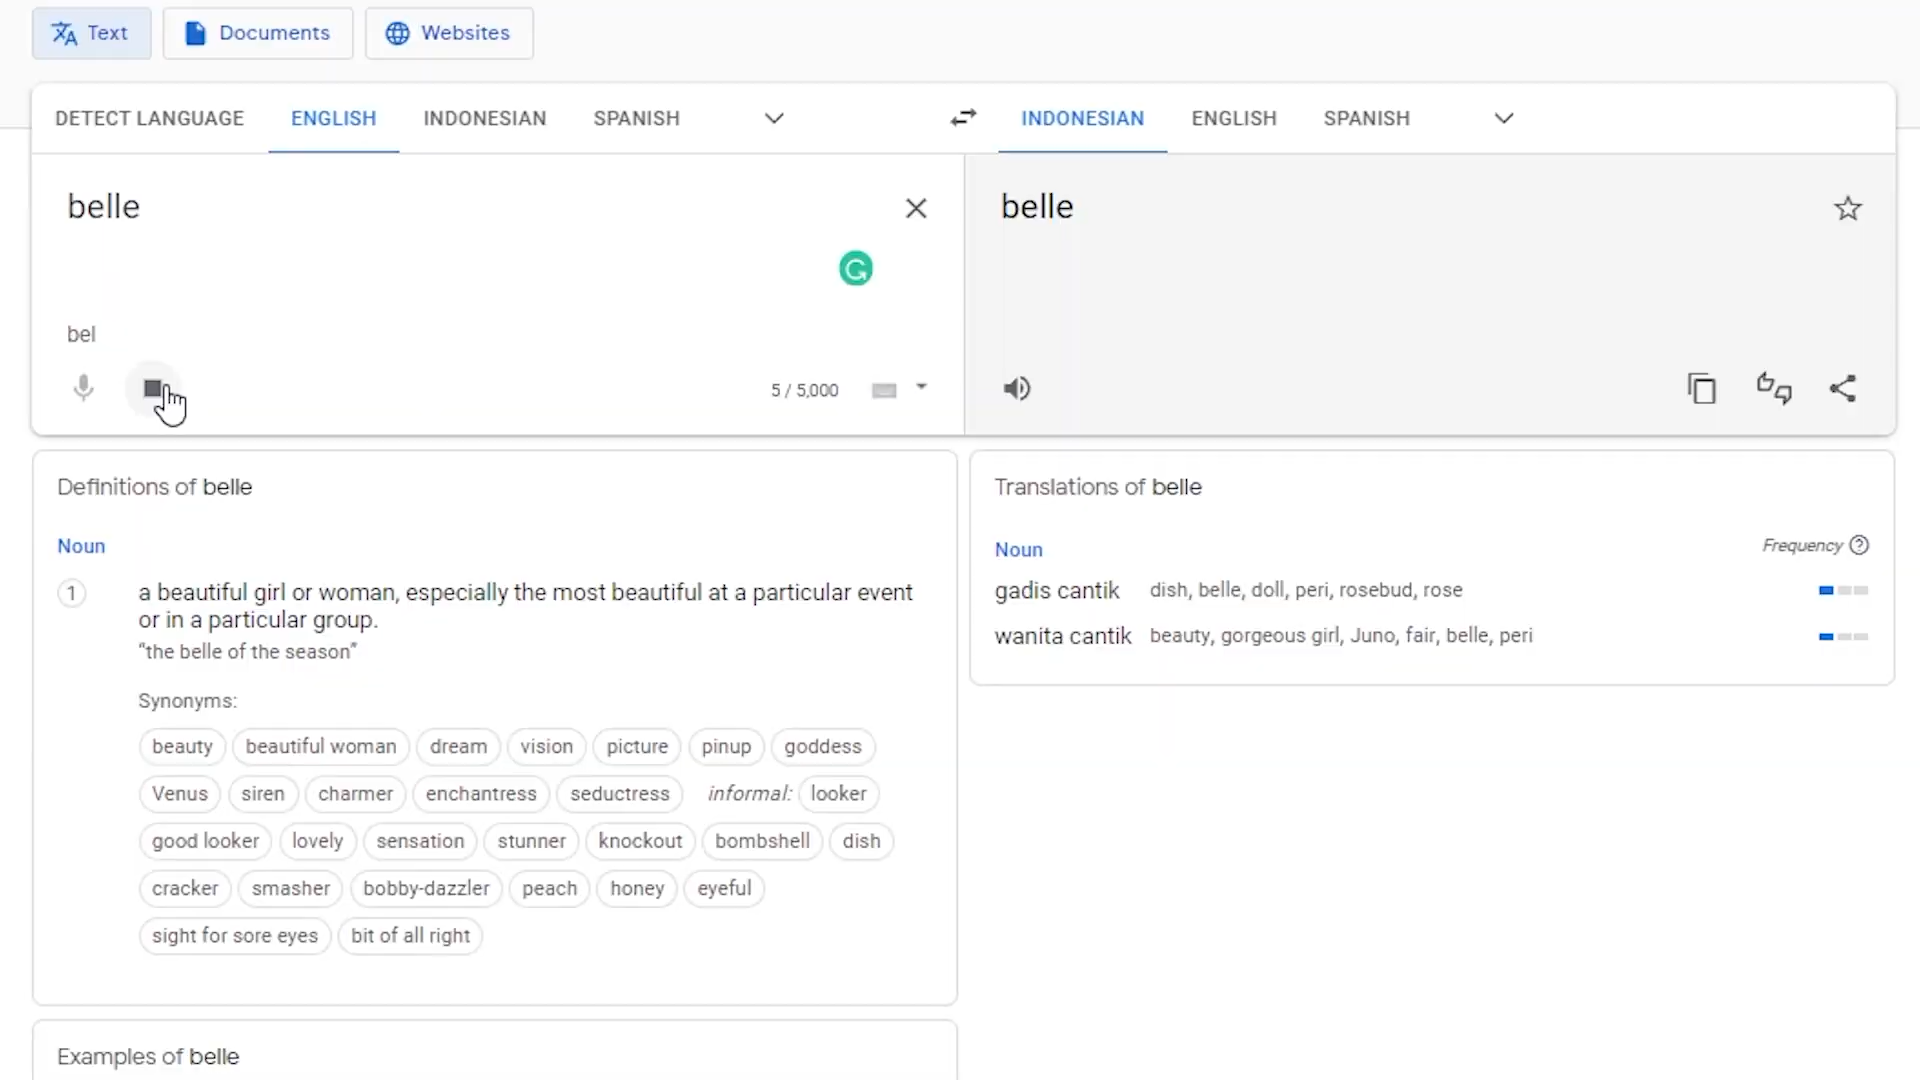 Text Documents Websites
DETECT LANGUAGE ENGLISH INDONESIAN SPANISH INDONESIAN ENGLISH SPANISH
belle
bel
5 / 5,000
belle
Definitions of belle
Noun
1 a beautiful girl or woman, especially the most beautiful at a particular event
or in a particular group.
“the belle of the season”
Synonyms:
beauty beautiful woman dream vision picture pinup goddess
Venus siren charmer enchantress seductress informal: looker
good looker lovely sensation stunner knockout bombshell dish
cracker smasher bobby-dazzler peach honey eyeful
sight for sore eyes bit of all right
Examples of belle
Translations of belle
Noun Frequency
gadis cantik dish, belle, doll, peri, rosebud, rose
wanita cantik beauty, gorgeous girl, Juno, fair, belle, peri